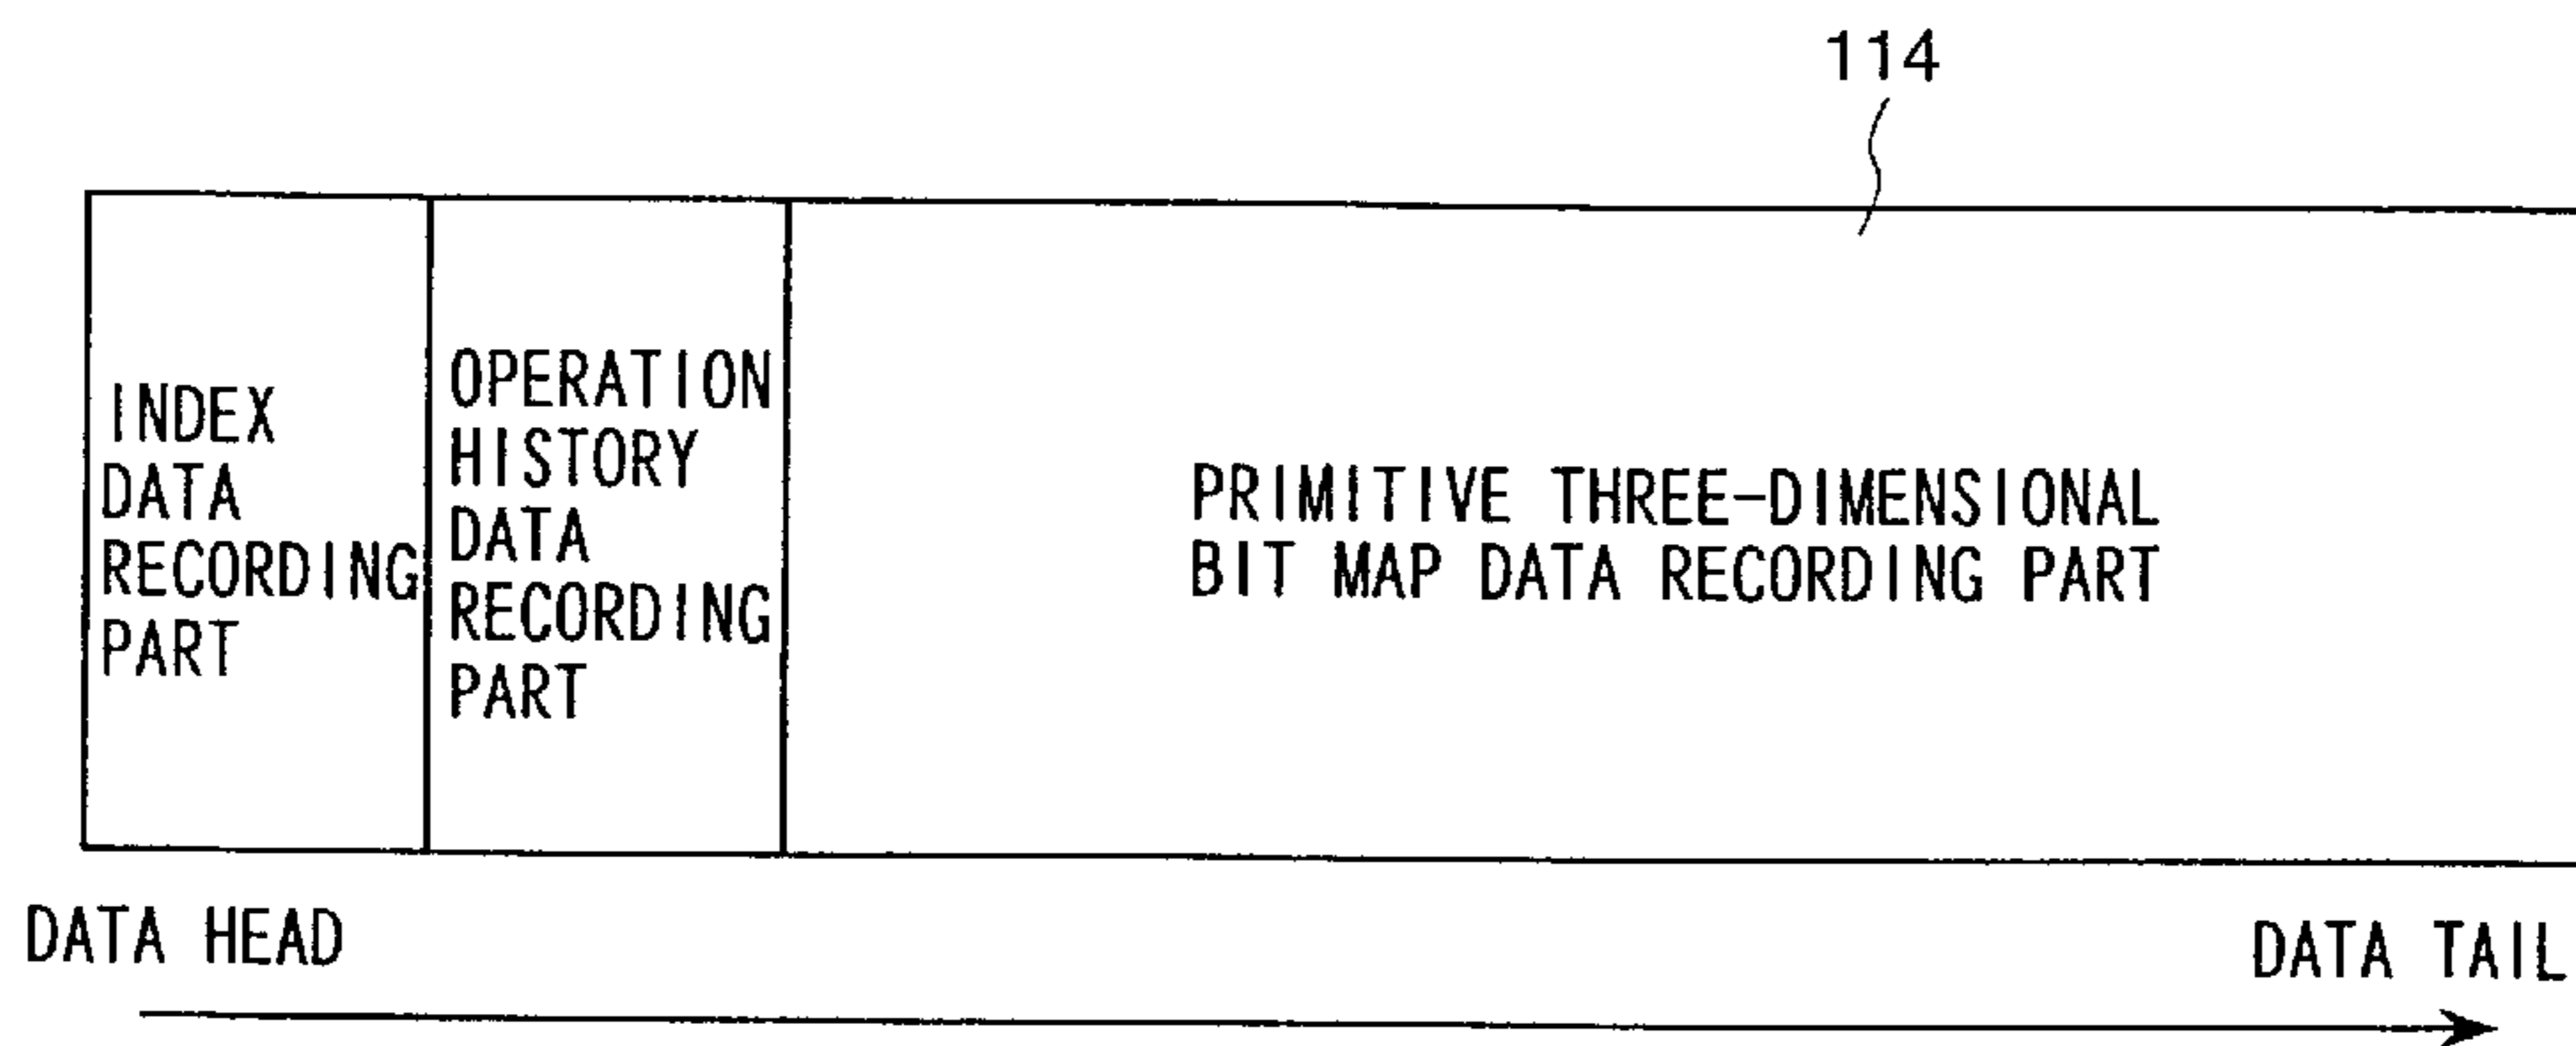 114
INDEX
DATA
RECORDING
PART
OPERATION
HISTORY
DATA
RECORDING
PART
PRIMITIVE THREE-DIMENSIONAL
BIT MAP DATA RECORDING PART
DATA HEAD
DATA TAIL